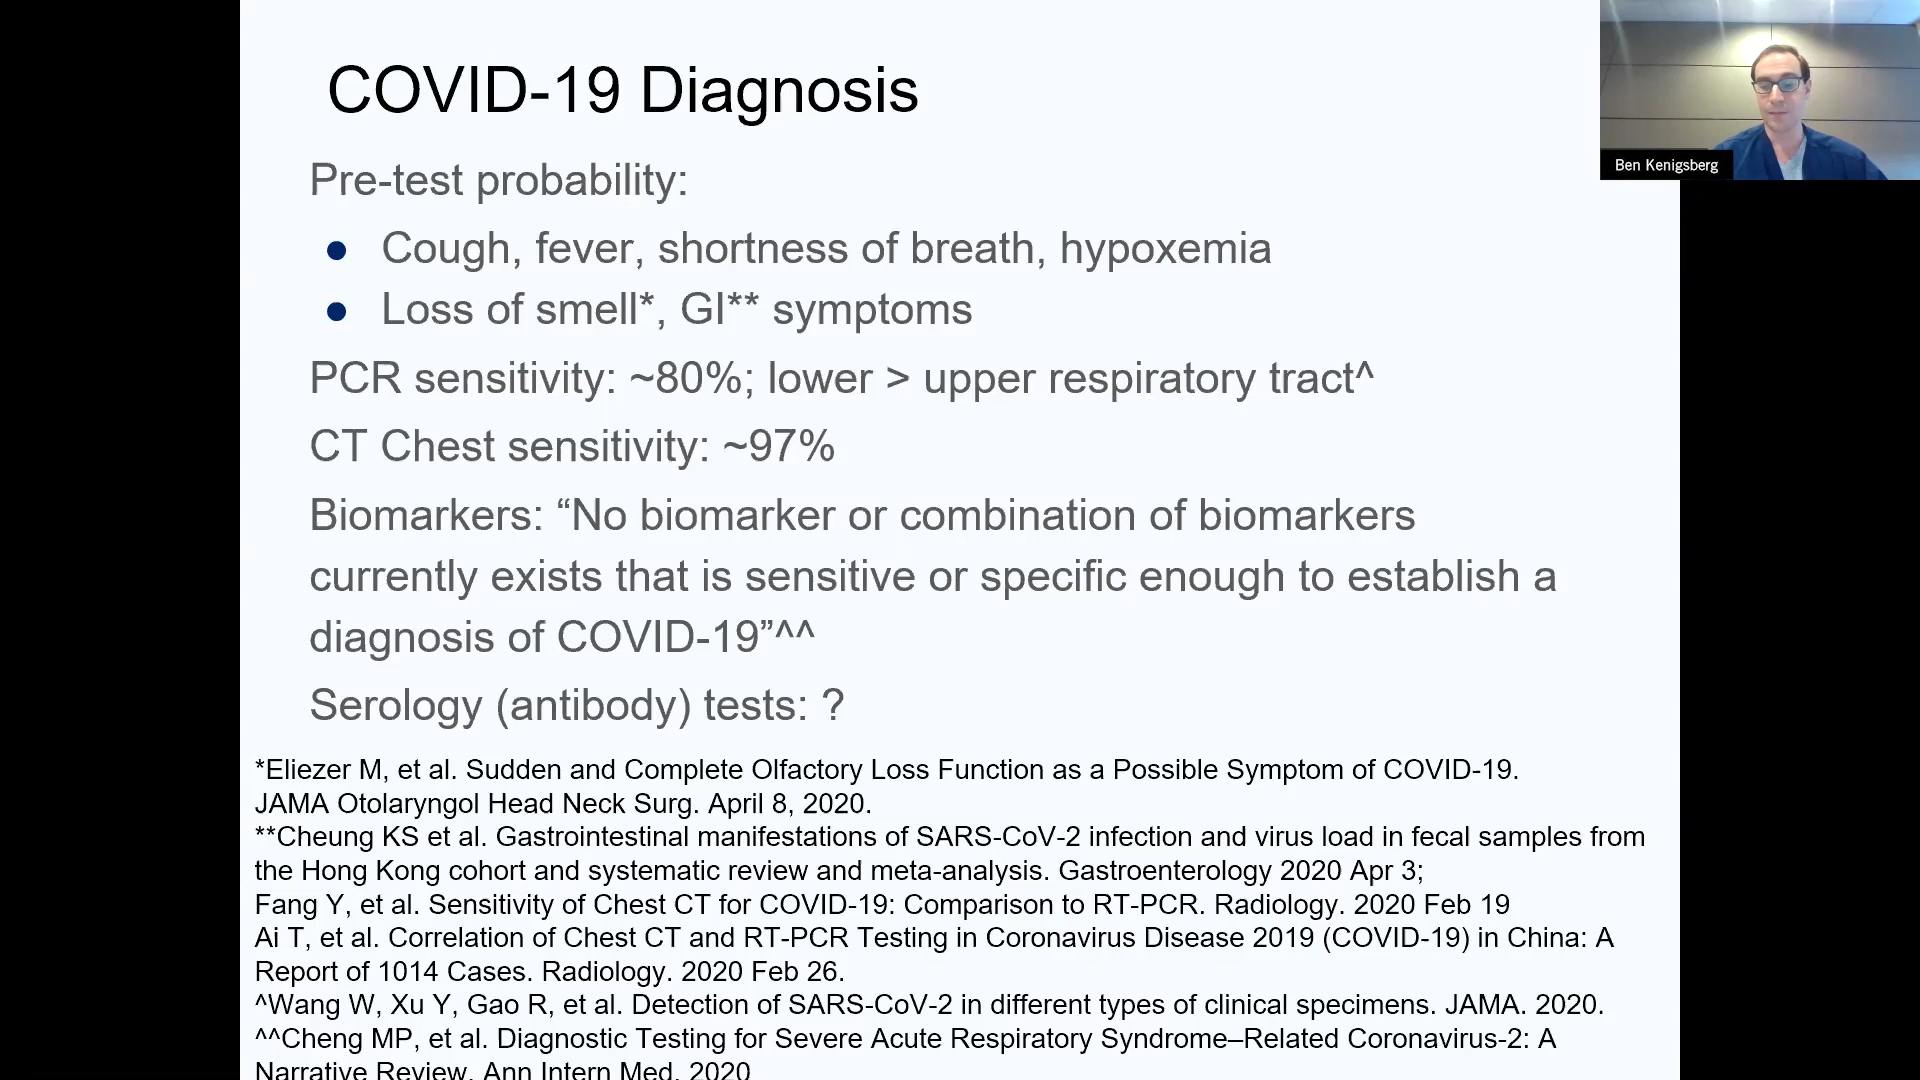 COVID-19 Diagnosis
Ben Kenigsberg
Pre-test probability:
● Cough, fever, shortness of breath, hypoxemia
● Loss of smell*, GI** symptoms
PCR sensitivity: ~80%; lower > upper respiratory tract^
CT Chest sensitivity: ~97%
Biomarkers: “No biomarker or combination of biomarkers
currently exists that is sensitive or specific enough to establish a
diagnosis of COVID-19”^^
Serology (antibody) tests: ?
*Eliezer M, et al. Sudden and Complete Olfactory Loss Function as a Possible Symptom of COVID-19.
JAMA Otolaryngol Head Neck Surg. April 8, 2020.
**Cheung KS et al. Gastrointestinal manifestations of SARS-CoV-2 infection and virus load in fecal samples from
the Hong Kong cohort and systematic review and meta-analysis. Gastroenterology 2020 Apr 3;
Fang Y, et al. Sensitivity of Chest CT for COVID-19: Comparison to RT-PCR. Radiology. 2020 Feb 19
Ai T, et al. Correlation of Chest CT and RT-PCR Testing in Coronavirus Disease 2019 (COVID-19) in China: A
Report of 1014 Cases. Radiology. 2020 Feb 26.
^Wang W, Xu Y, Gao R, et al. Detection of SARS-CoV-2 in different types of clinical specimens. JAMA. 2020.
^^Cheng MP, et al. Diagnostic Testing for Severe Acute Respiratory Syndrome–Related Coronavirus-2: A
Narrative Review. Ann Intern Med. 2020